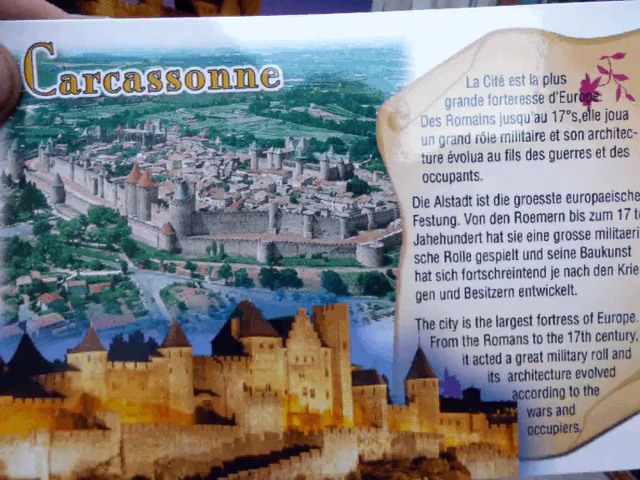 Carcassonne
La Cité est la plus
grande forteresse d'Europe.
Des Romains jusqu'au 17°s,elle joua
un grand rôle militaire et son architec-
ture évolua au fils des guerres et des
occupants.
Die Alstadt ist die groesste europaeische
Festung. Von den Roemern bis zum 17 te
Jahrhundert hat sie eine grosse militaeri
sche Rolle gespielt und seine Baukunst
hat sich fortschreintend je nach den Krie
gen und Besitzern entwickelt.
The city is the largest fortress of Europe.
From the Romans to the 17th century,
it acted a great military roll and
its architecture evolved
according to the
wars and
occupiers.